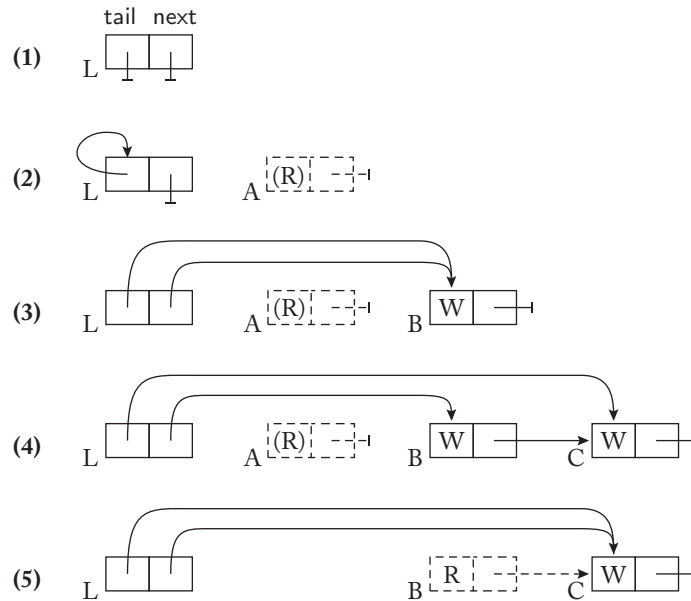 tail next
(1) L
(2) L A (R)
(3) L A (R) B W
(4) L A (R) B W C W
(5) L B R C W